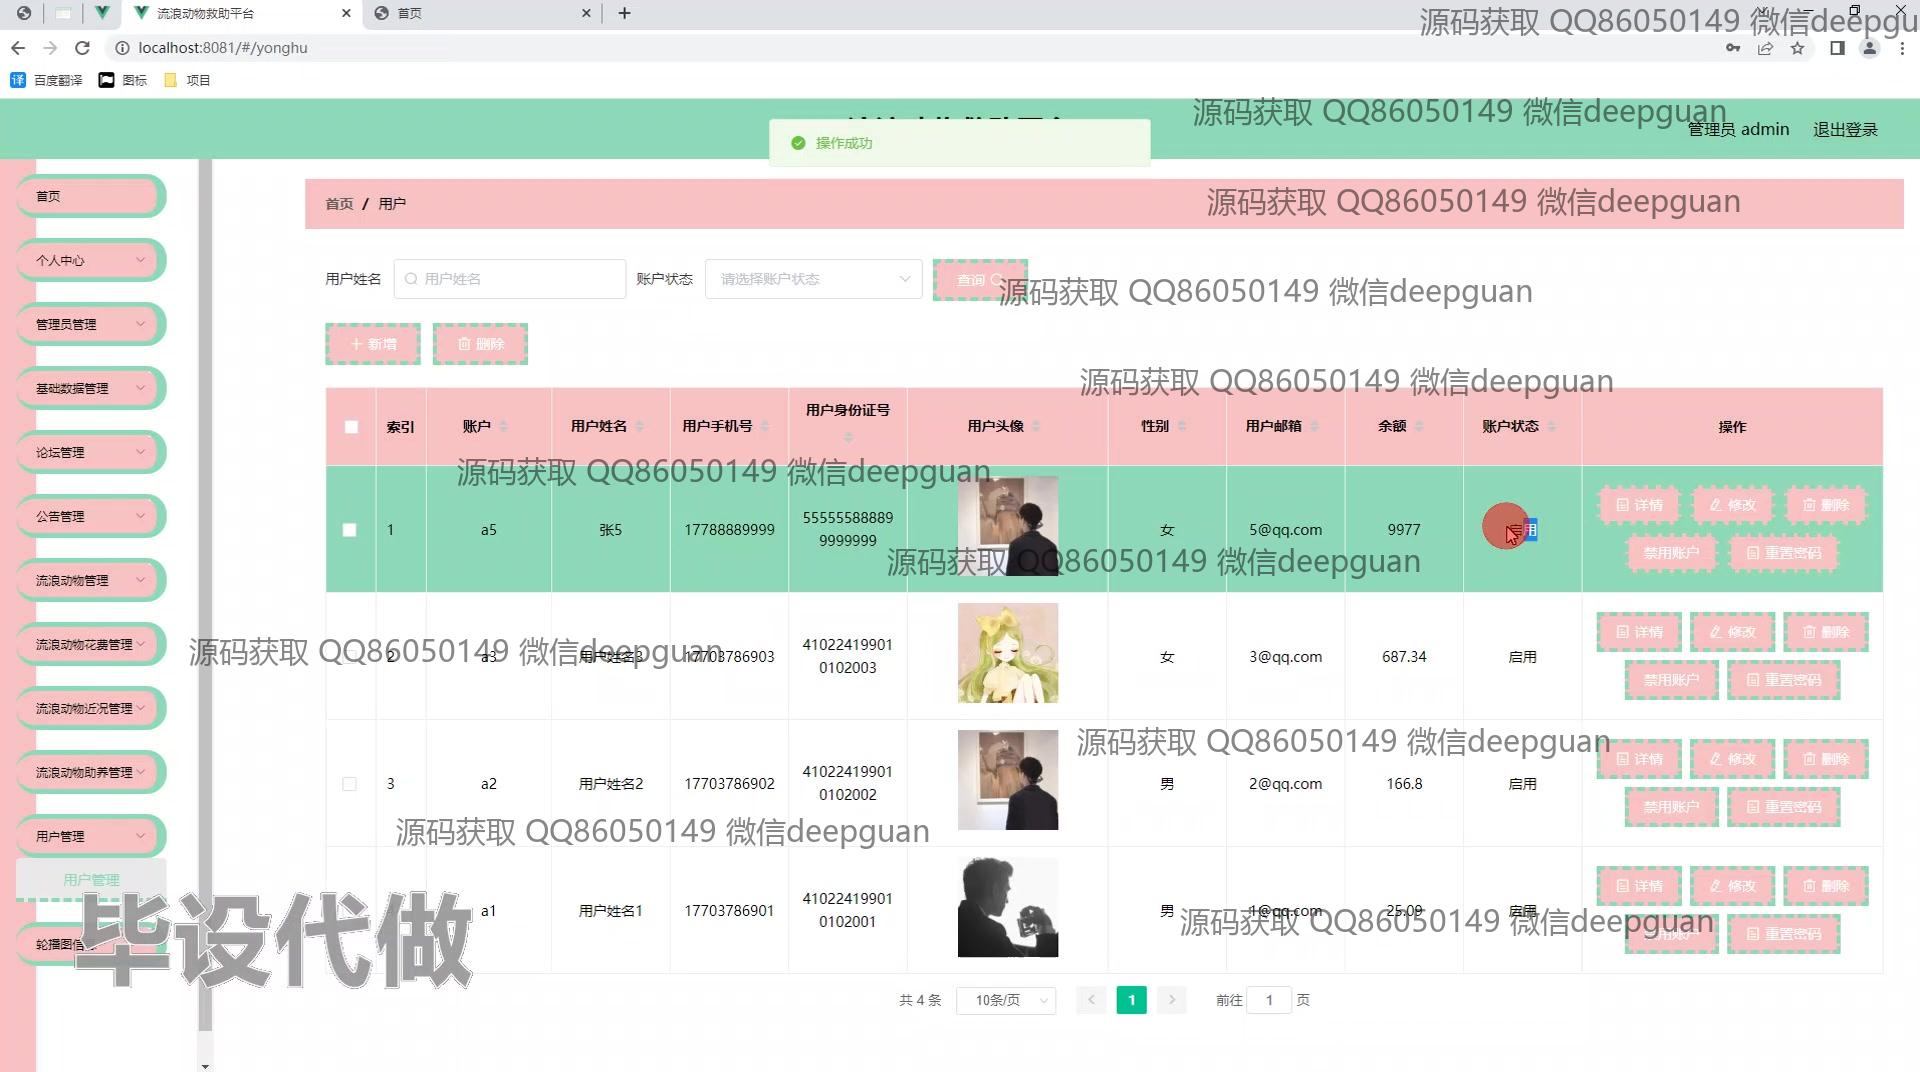 流浪动物救助平台
首页
localhost:8081/#/yonghu
百度翻译
图标
项目
源码获取 QQ86050149 微信deepgu
源码获取 QQ86050149 微信deepguan
管理员 admin
退出登录
操作成功
首页 / 用户
源码获取 QQ86050149 微信deepguan
首页
个人中心
管理员管理
基础数据管理
论坛管理
公告管理
流浪动物管理
流浪动物花费管理
流浪动物近况管理
流浪动物助养管理
用户管理
用户管理
轮播图信
毕设代做
用户姓名 用户姓名 账户状态 请选择账户状态 查询
源码获取 QQ86050149 微信deepguan
新增 删除
源码获取 QQ86050149 微信deepguan
索引 账户 用户姓名 用户手机号 用户身份证号 用户头像 性别 用户邮箱 余额 账户状态 操作
源码获取 QQ86050149 微信deepguan
1 a5 张5 17788889999 55555588889 女 5@qq.com 9977 启用 详情 修改 删除
9999999 禁用账户 重置密码
源码获取 QQ86050149 微信deepguan
2 a3 用户姓名3 17703786903 41022419901 女 3@qq.com 687.34 启用 详情 修改 删除
0102003 禁用账户 重置密码
源码获取 QQ86050149 微信deepguan
源码获取 QQ86050149 微信deepguan
3 a2 用户姓名2 17703786902 41022419901 男 2@qq.com 166.8 启用 详情 修改 删除
0102002 禁用账户 重置密码
源码获取 QQ86050149 微信deepguan
a1 用户姓名1 17703786901 41022419901 男 1@qq.com 25.09 启用 详情 修改 删除
0102001 禁用账户 重置密码
源码获取 QQ86050149 微信deepguan
共 4 条 10条/页 1 前往 1 页